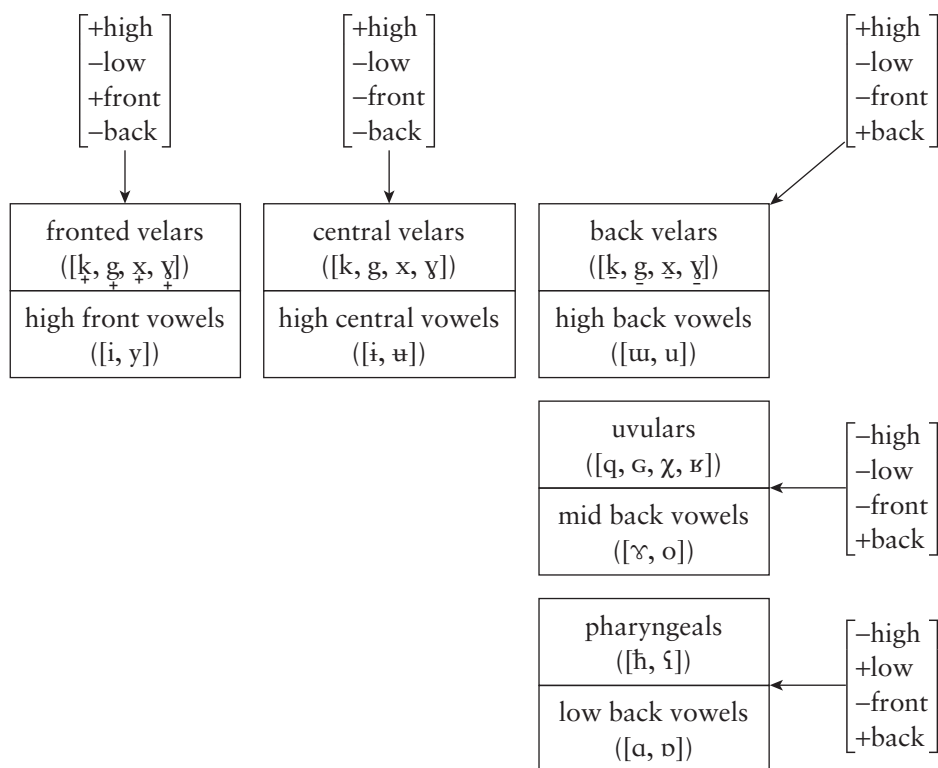 [+high −low +front −back]
[+high −low −front −back]
[+high −low −front +back]
fronted velars
([k̟, g̟, x̟, ɣ̟])
high front vowels
([i, y])
central velars
([k, g, x, ɣ])
high central vowels
([ɨ, ʉ])
back velars
([k̠, g̠, x̠, ɣ̠])
high back vowels
([ɯ, u])
uvulars
([q, ɢ, χ, ʁ])
mid back vowels
([ɤ, o])
[−high −low −front +back]
pharyngeals
([ħ, ʕ])
low back vowels
([ɑ, ɒ])
[−high +low −front +back]